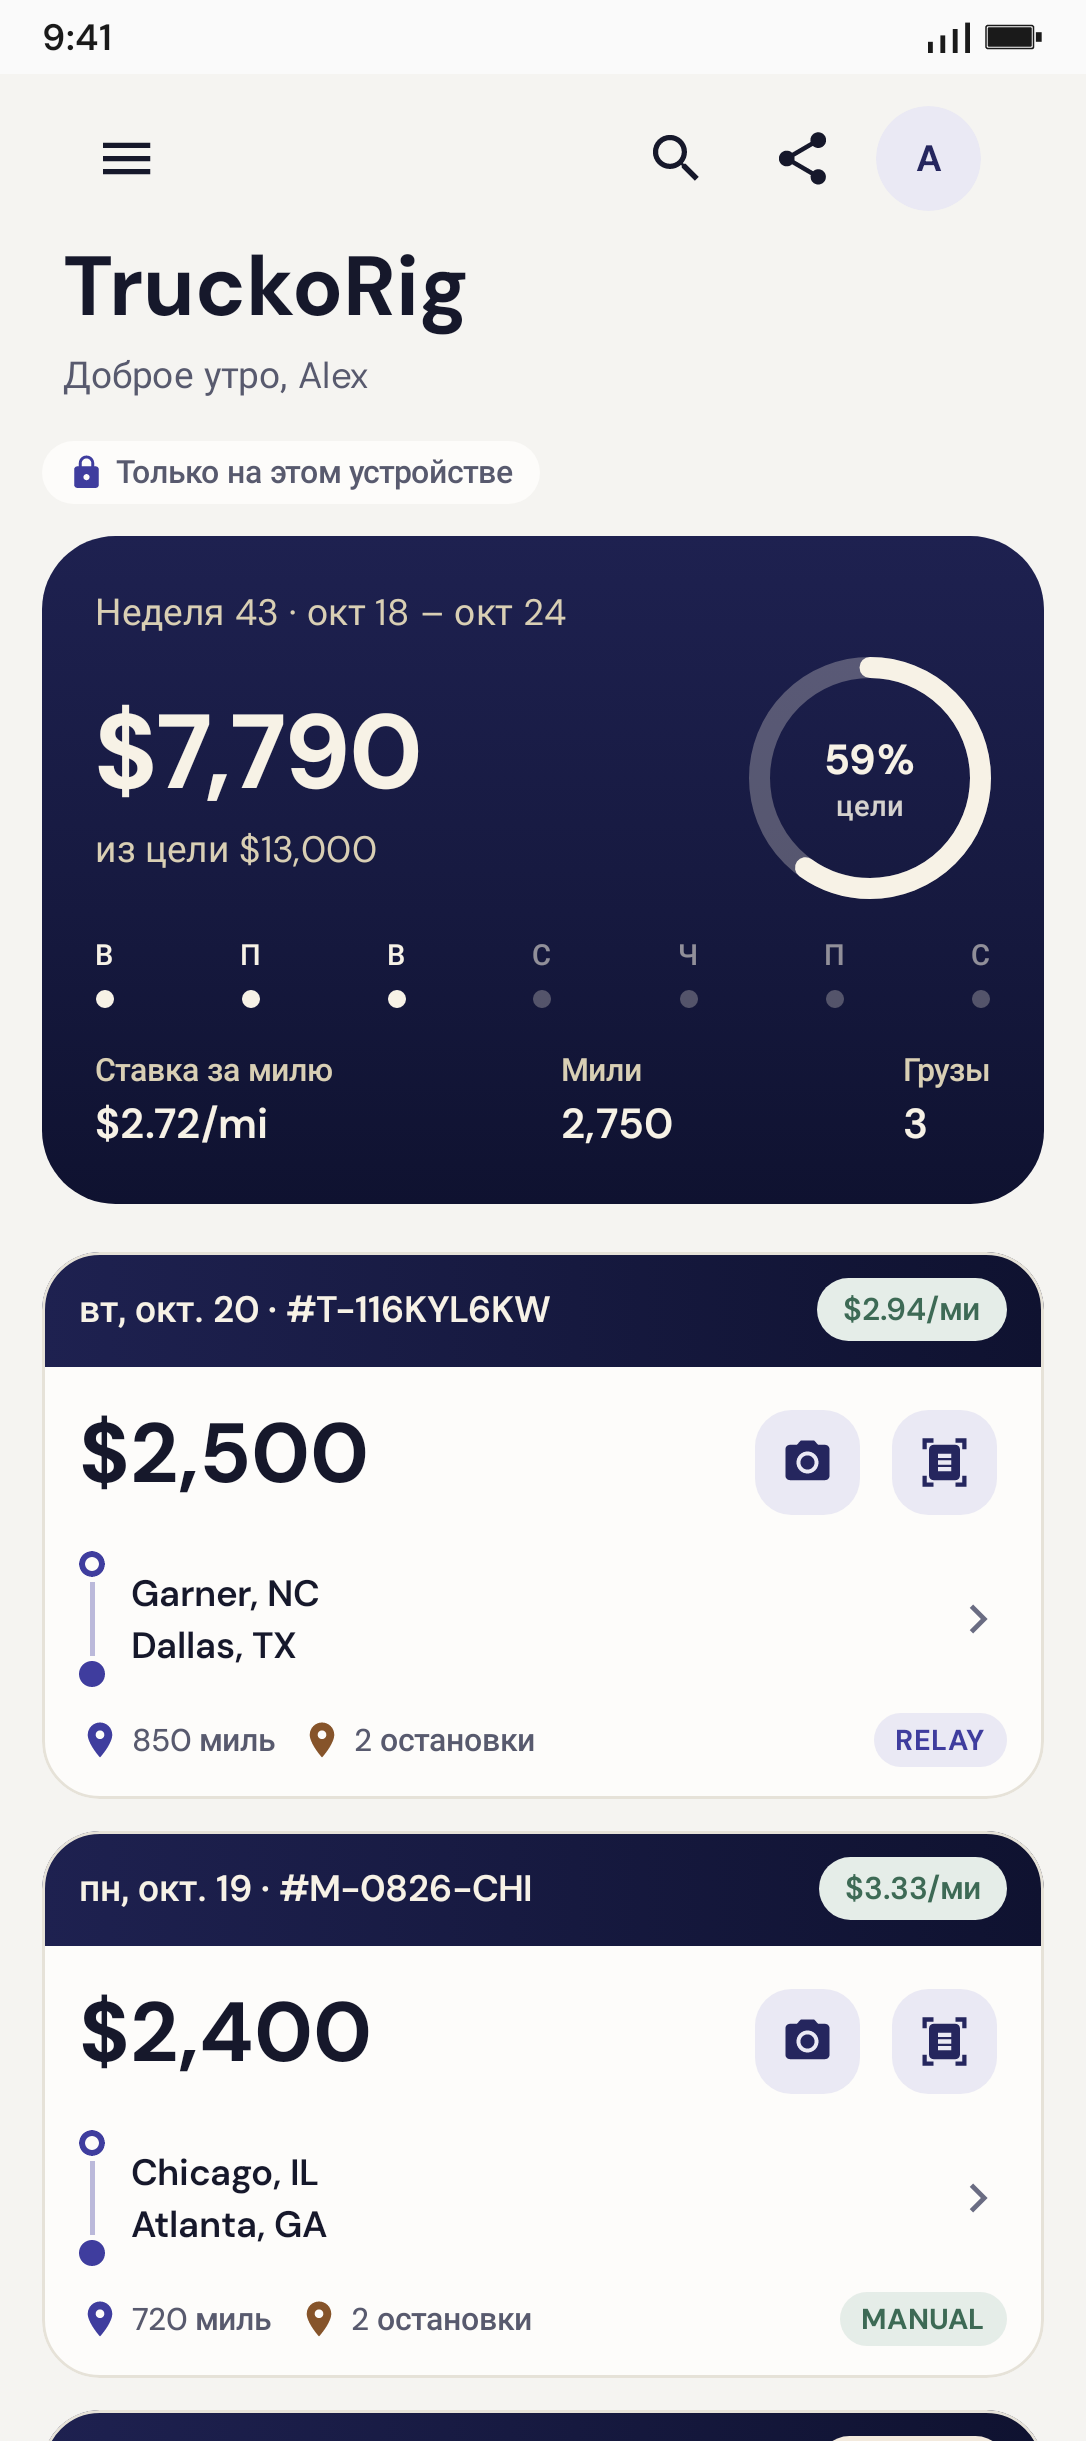 9:41
A
TruckoRig
Доброе утро, Alex
Только на этом устройстве
Неделя 43 · окт 18 – окт 24
$7,790
из цели $13,000
59%
цели
В П В С Ч П С
Ставка за милю Мили Грузы
$2.72/mi 2,750 3
вт, окт. 20 · #T-116KYL6KW $2.94/ми
$2,500
Garner, NC
Dallas, TX
850 миль 2 остановки RELAY
пн, окт. 19 · #M-0826-CHI $3.33/ми
$2,400
Chicago, IL
Atlanta, GA
720 миль 2 остановки MANUAL